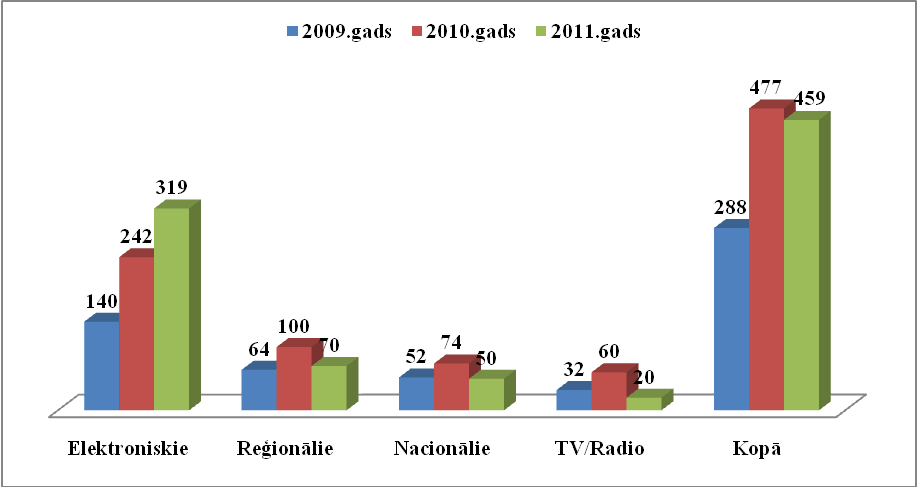 2009.gads 2010.gads 2011.gads
477 459
319
288
242
140
100
64 70
52 74 50
32 60 20
Elektroniskie Reģionālie Nacionālie TV/Radio Kopā